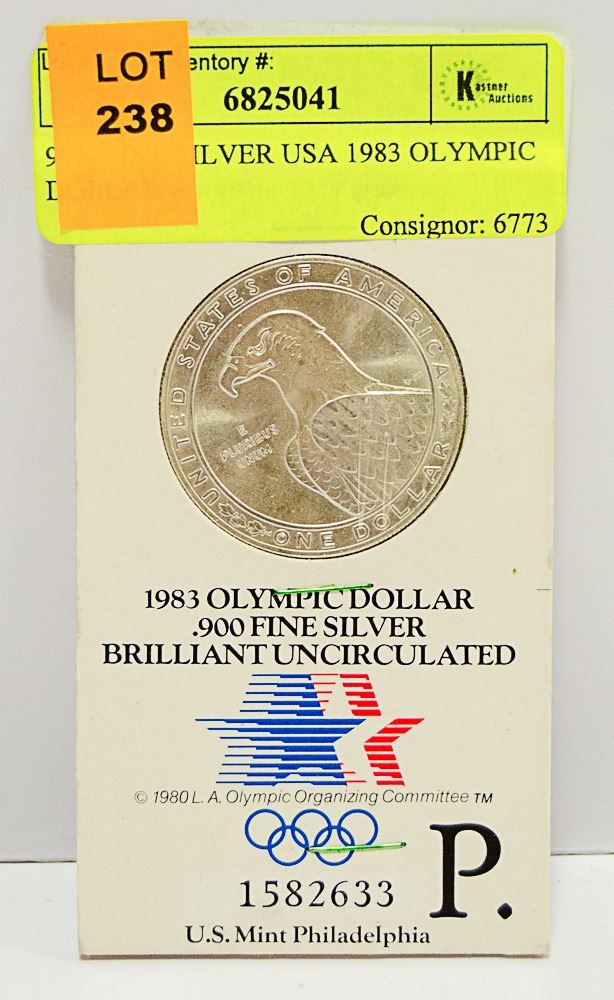 LOT
238
entory #:
6825041
Kastner
Auctions
ILVER USA 1983 OLYMPIC
Consignor: 6773
UNITED STATES OF AMERICA
E
PLURIBUS
UNUM
ONE DOLLAR
1983 OLYMPIC DOLLAR
.900 FINE SILVER
BRILLIANT UNCIRCULATED
© 1980 L. A. Olympic Organizing Committee TM
P.
1582633
U.S. Mint Philadelphia